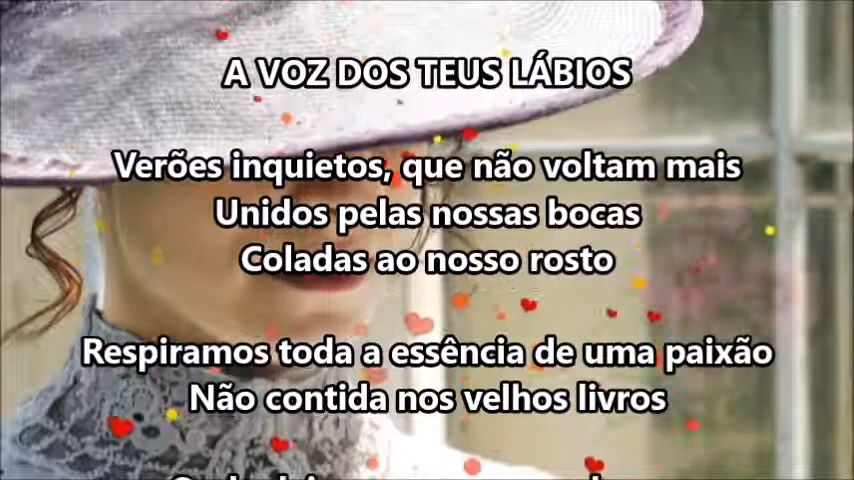 A VOZ DOS TEUS LÁBIOS
Verões inquietos, que não voltam mais
Unidos pelas nossas bocas
Coladas ao nosso rosto
Respiramos toda a essência de uma paixão
Não contida nos velhos livros